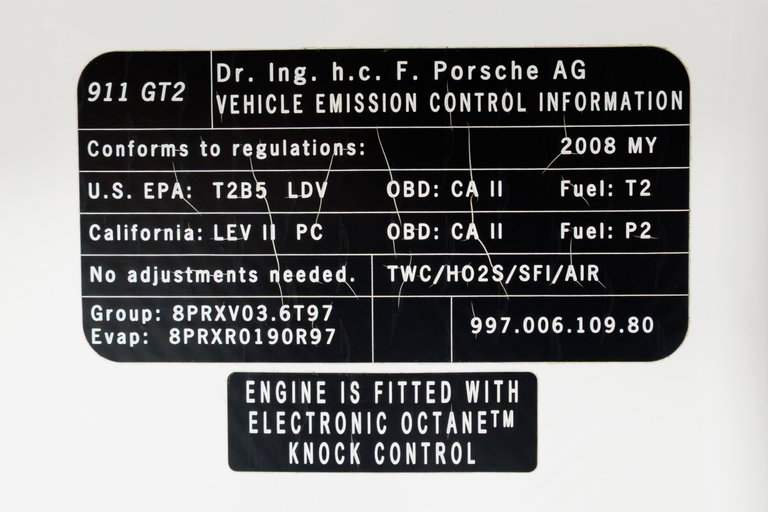 911 GT2
Dr. Ing. h.c. F. Porsche AG
VEHICLE EMISSION CONTROL INFORMATION
Conforms to regulations: 2008 MY
U.S. EPA: T2B5 LDV OBD: CA II Fuel: T2
California: LEV II PC OBD: CA II Fuel: P2
No adjustments needed. TWC/HO2S/SFI/AIR
Group: 8PRXV03.6T97
Evap: 8PRXR0190R97
997.006.109.80
ENGINE IS FITTED WITH
ELECTRONIC OCTANE™
KNOCK CONTROL